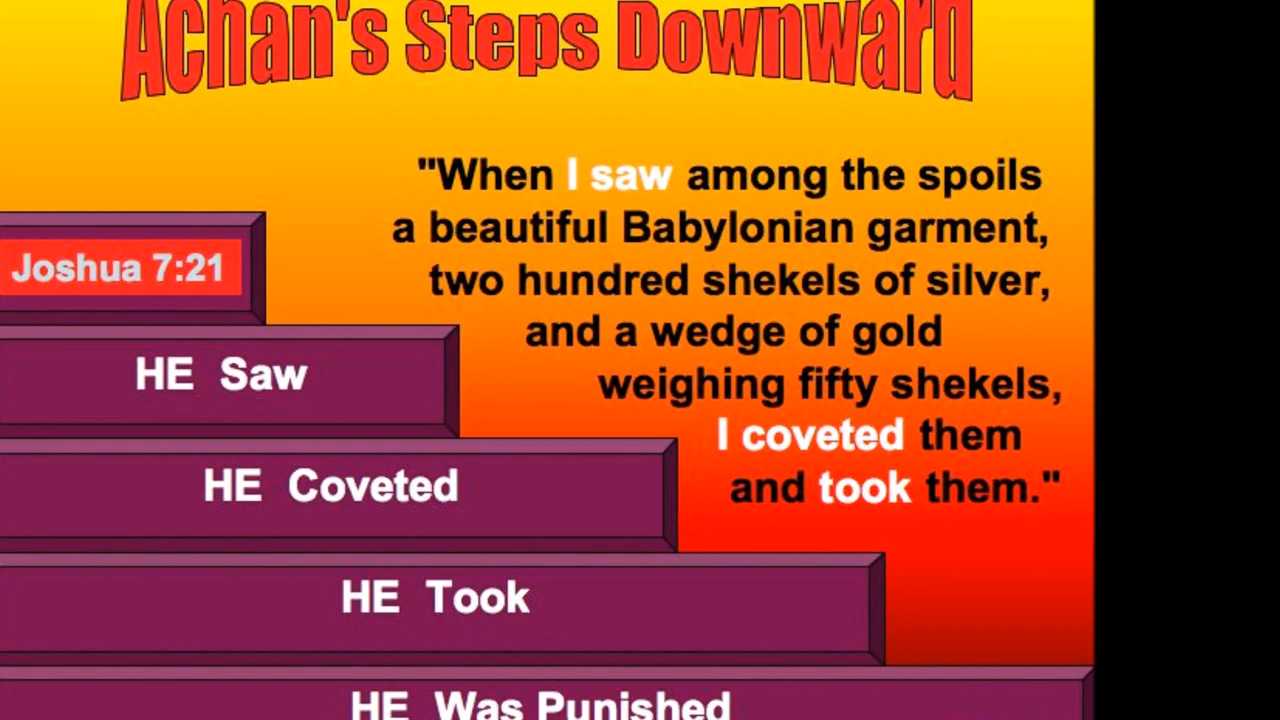 Achan's Steps Downward
"When I saw among the spoils
a beautiful Babylonian garment,
two hundred shekels of silver,
and a wedge of gold
weighing fifty shekels,
I coveted them
and took them."
Joshua 7:21
HE Saw
HE Coveted
HE Took
HE Was Punished